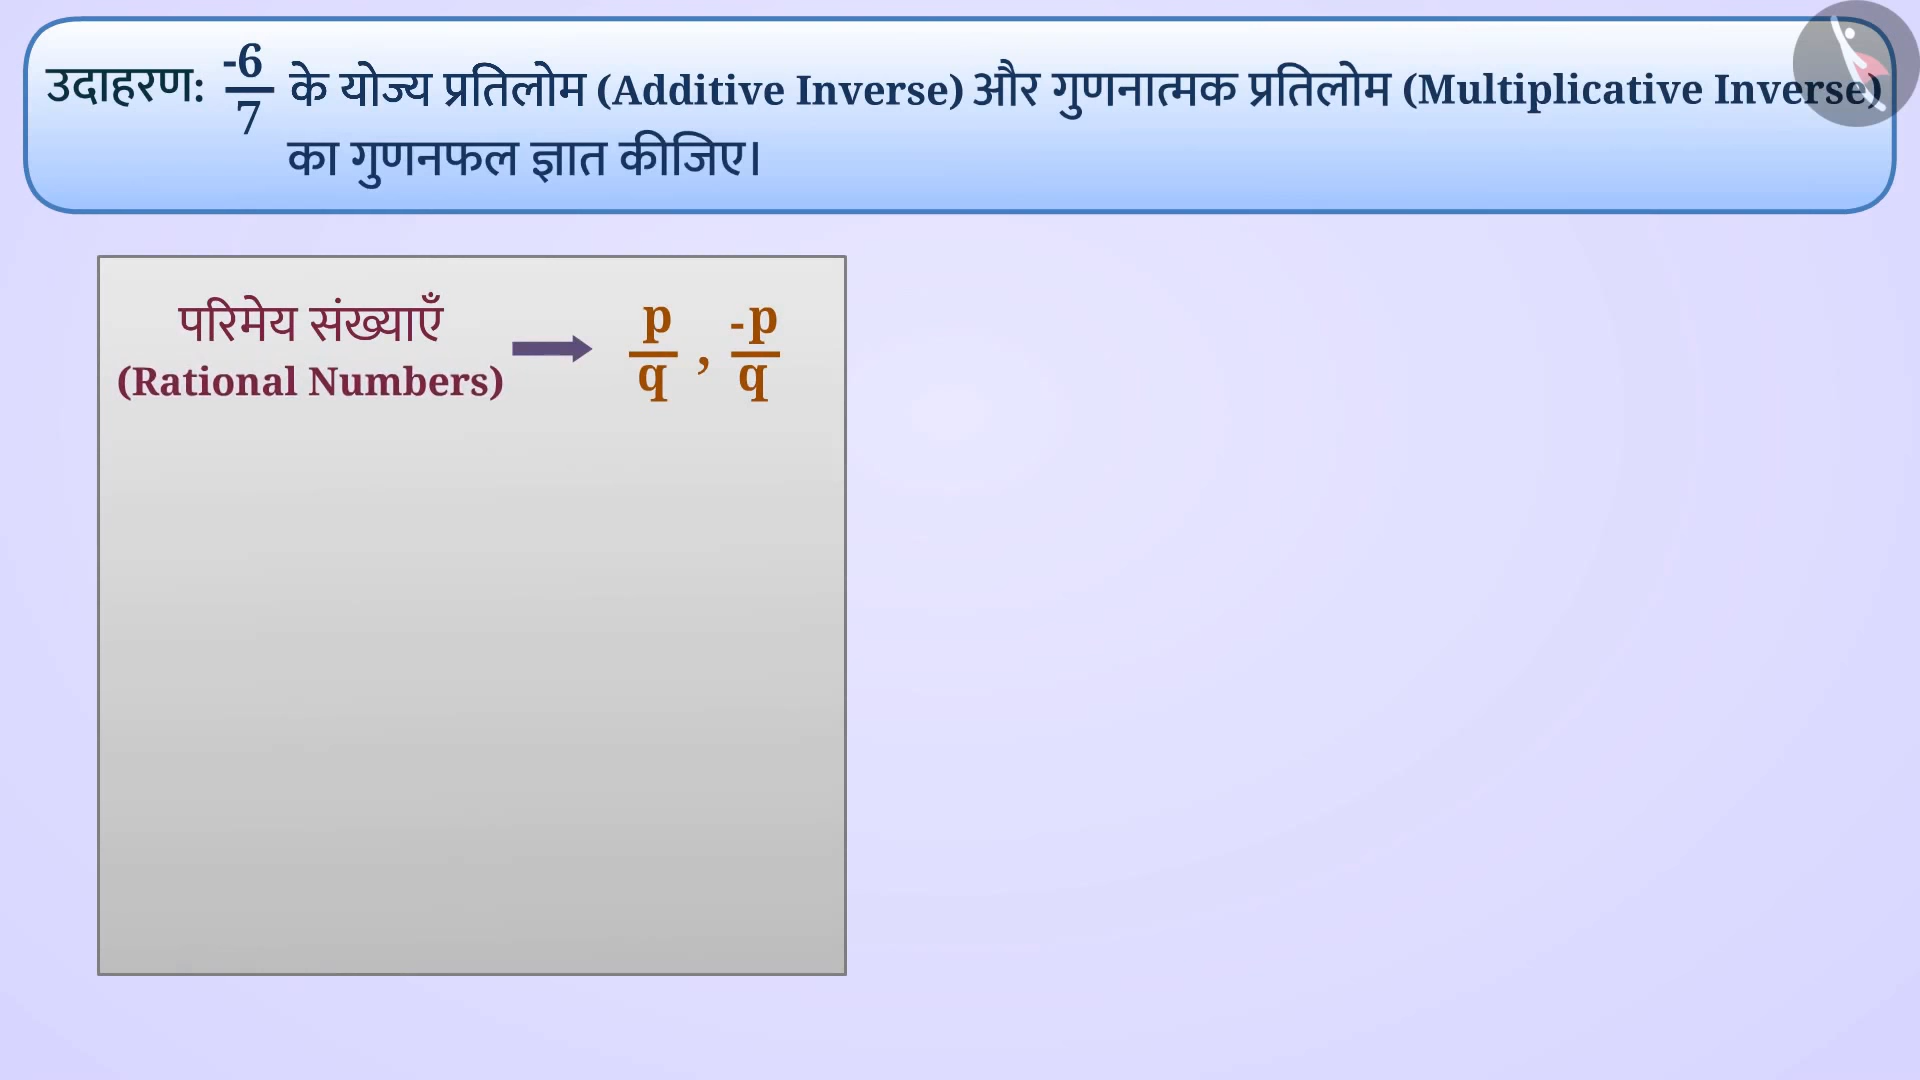 उदाहरण: -6/7 के योज्य प्रतिलोम (Additive Inverse) और गुणनात्मक प्रतिलोम (Multiplicative Inverse)
का गुणनफल ज्ञात कीजिए।
परिमेय संख्याएँ
(Rational Numbers)
p/q , -p/q